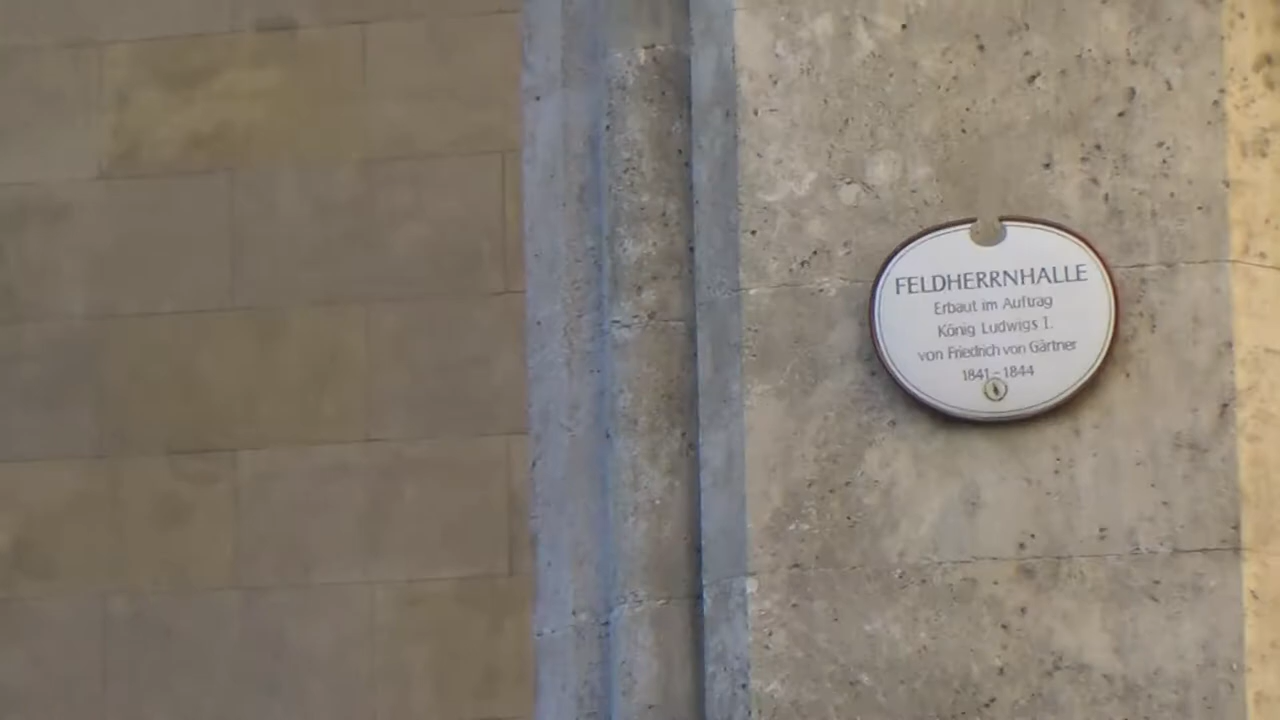 FELDHERRNHALLE
Erbaut im Auftrag
König Ludwigs I.
von Friedrich von Gärtner
1841-1844